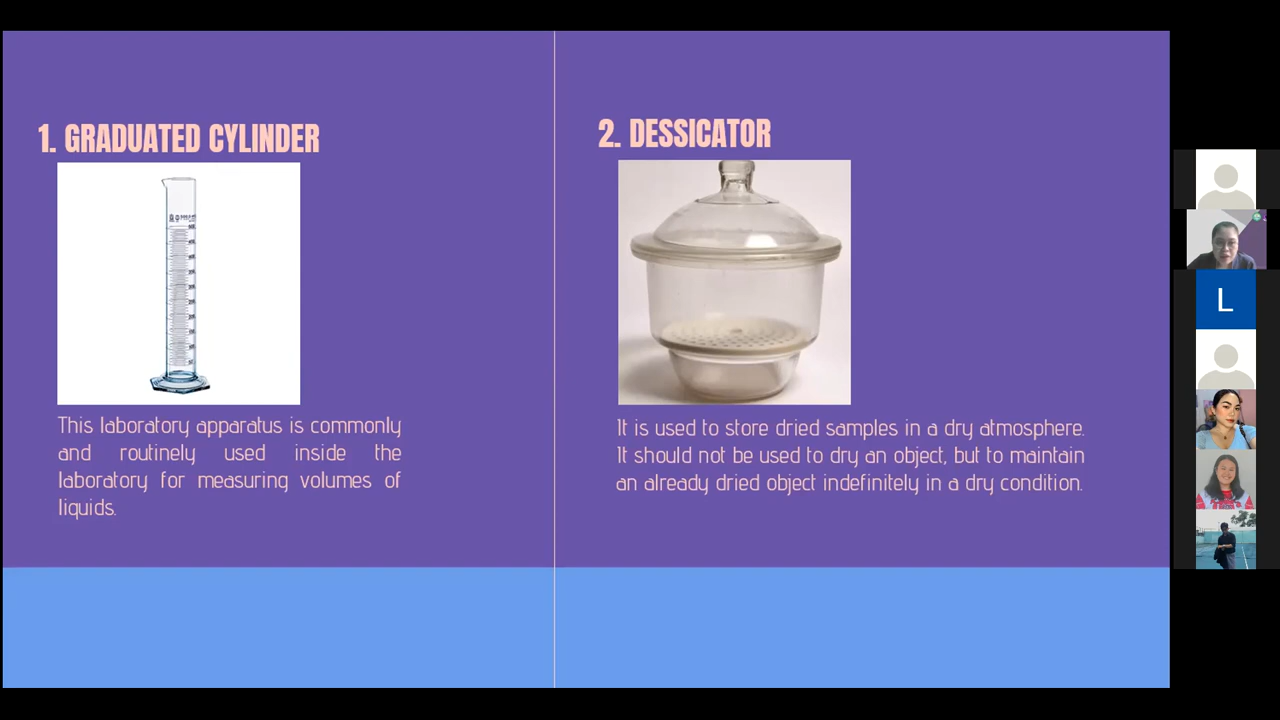 1. GRADUATED CYLINDER
This laboratory apparatus is commonly
and routinely used inside the
laboratory for measuring volumes of
liquids.
2. DESSICATOR
It is used to store dried samples in a dry atmosphere.
It should not be used to dry an object, but to maintain
an already dried object indefinitely in a dry condition.
L